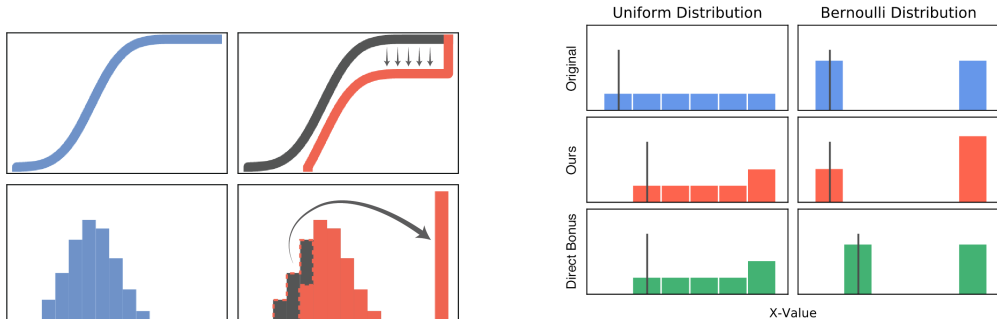 Uniform Distribution
Bernoulli Distribution
Original
Ours
Direct Bonus
X-Value